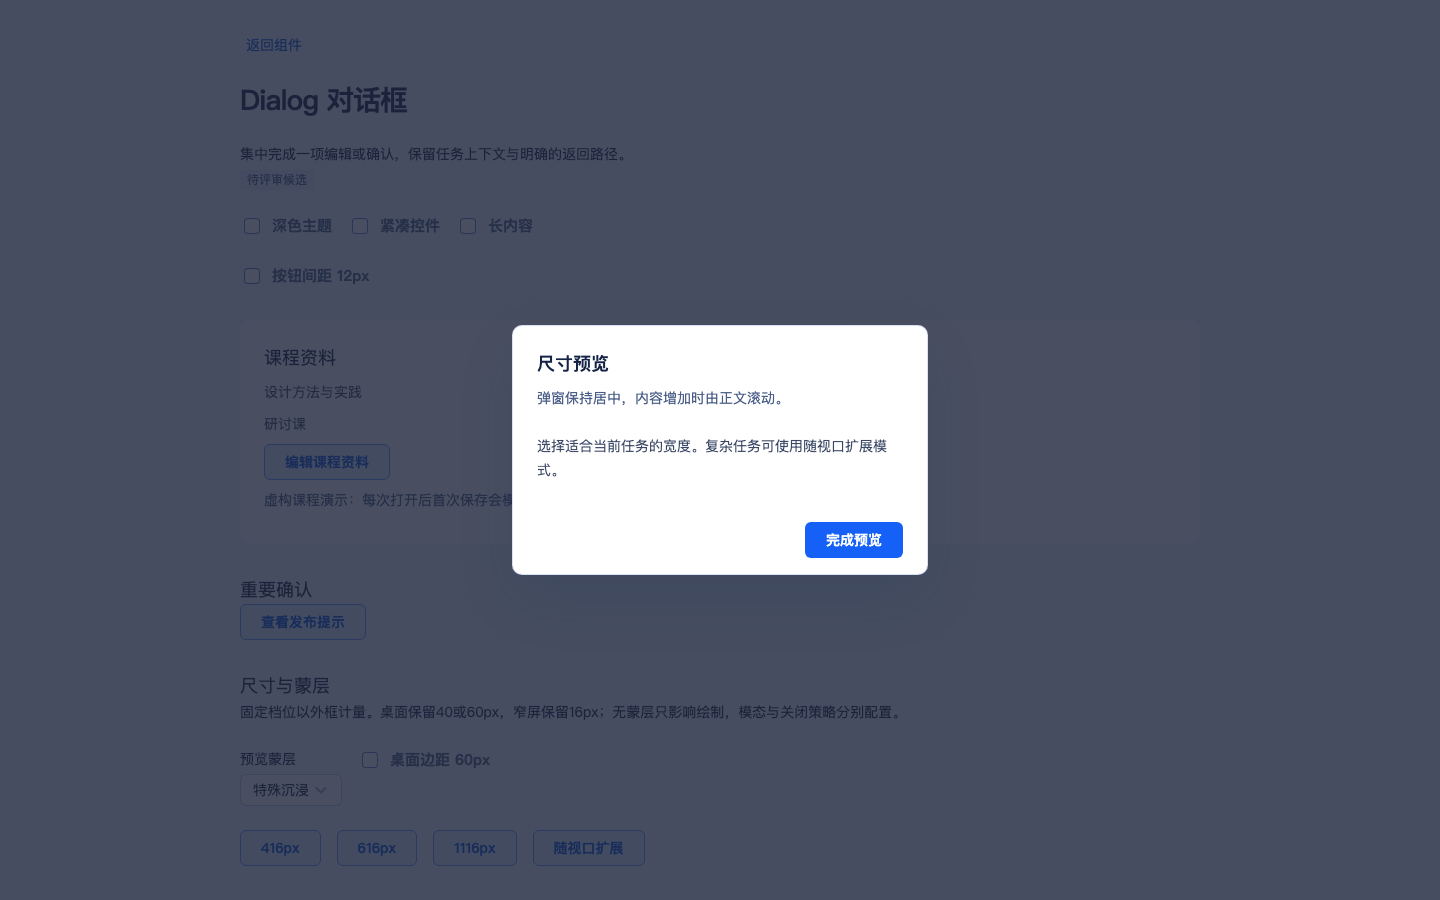 返回组件
Dialog 对话框
集中完成一项编辑或确认，保留任务上下文与明确的返回路径。
待评审候选
深色主题 紧凑控件 长内容
按钮间距 12px
课程资料
设计方法与实践
研讨课
编辑课程资料
虚构课程演示：每次打开后首次保存会
尺寸预览
弹窗保持居中，内容增加时由正文滚动。
选择适合当前任务的宽度。复杂任务可使用随视口扩展模
式。
完成预览
重要确认
查看发布提示
尺寸与蒙层
固定档位以外框计量。桌面保留40或60px，窄屏保留16px；无蒙层只影响绘制，模态与关闭策略分别配置。
预览蒙层 桌面边距 60px
特殊沉浸
416px 616px 1116px 随视口扩展